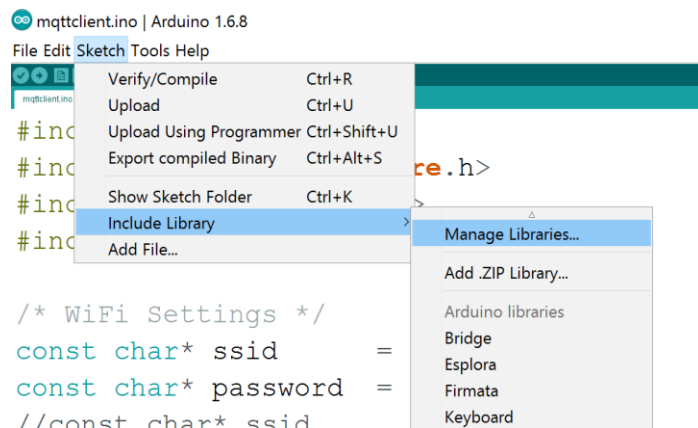 mqttclient.ino | Arduino 1.6.8
File Edit Sketch Tools Help
mqttclient.ino
Verify/Compile Ctrl+R
Upload Ctrl+U
Upload Using Programmer Ctrl+Shift+U
Export compiled Binary Ctrl+Alt+S
Show Sketch Folder Ctrl+K
Include Library >
Add File...
#inc
#inc re.h>
#inc >
#inc
Manage Libraries...
Add .ZIP Library...
Arduino libraries
Bridge
Esplora
Firmata
Keyboard
/* WiFi Settings */
const char* ssid =
const char* password =
//const char* ssid